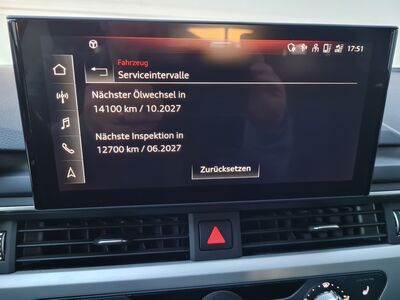 17:51
Fahrzeug
Serviceintervalle
Nächster Ölwechsel in
14100 km / 10.2027
Nächste Inspektion in
12700 km / 06.2027
Zurücksetzen